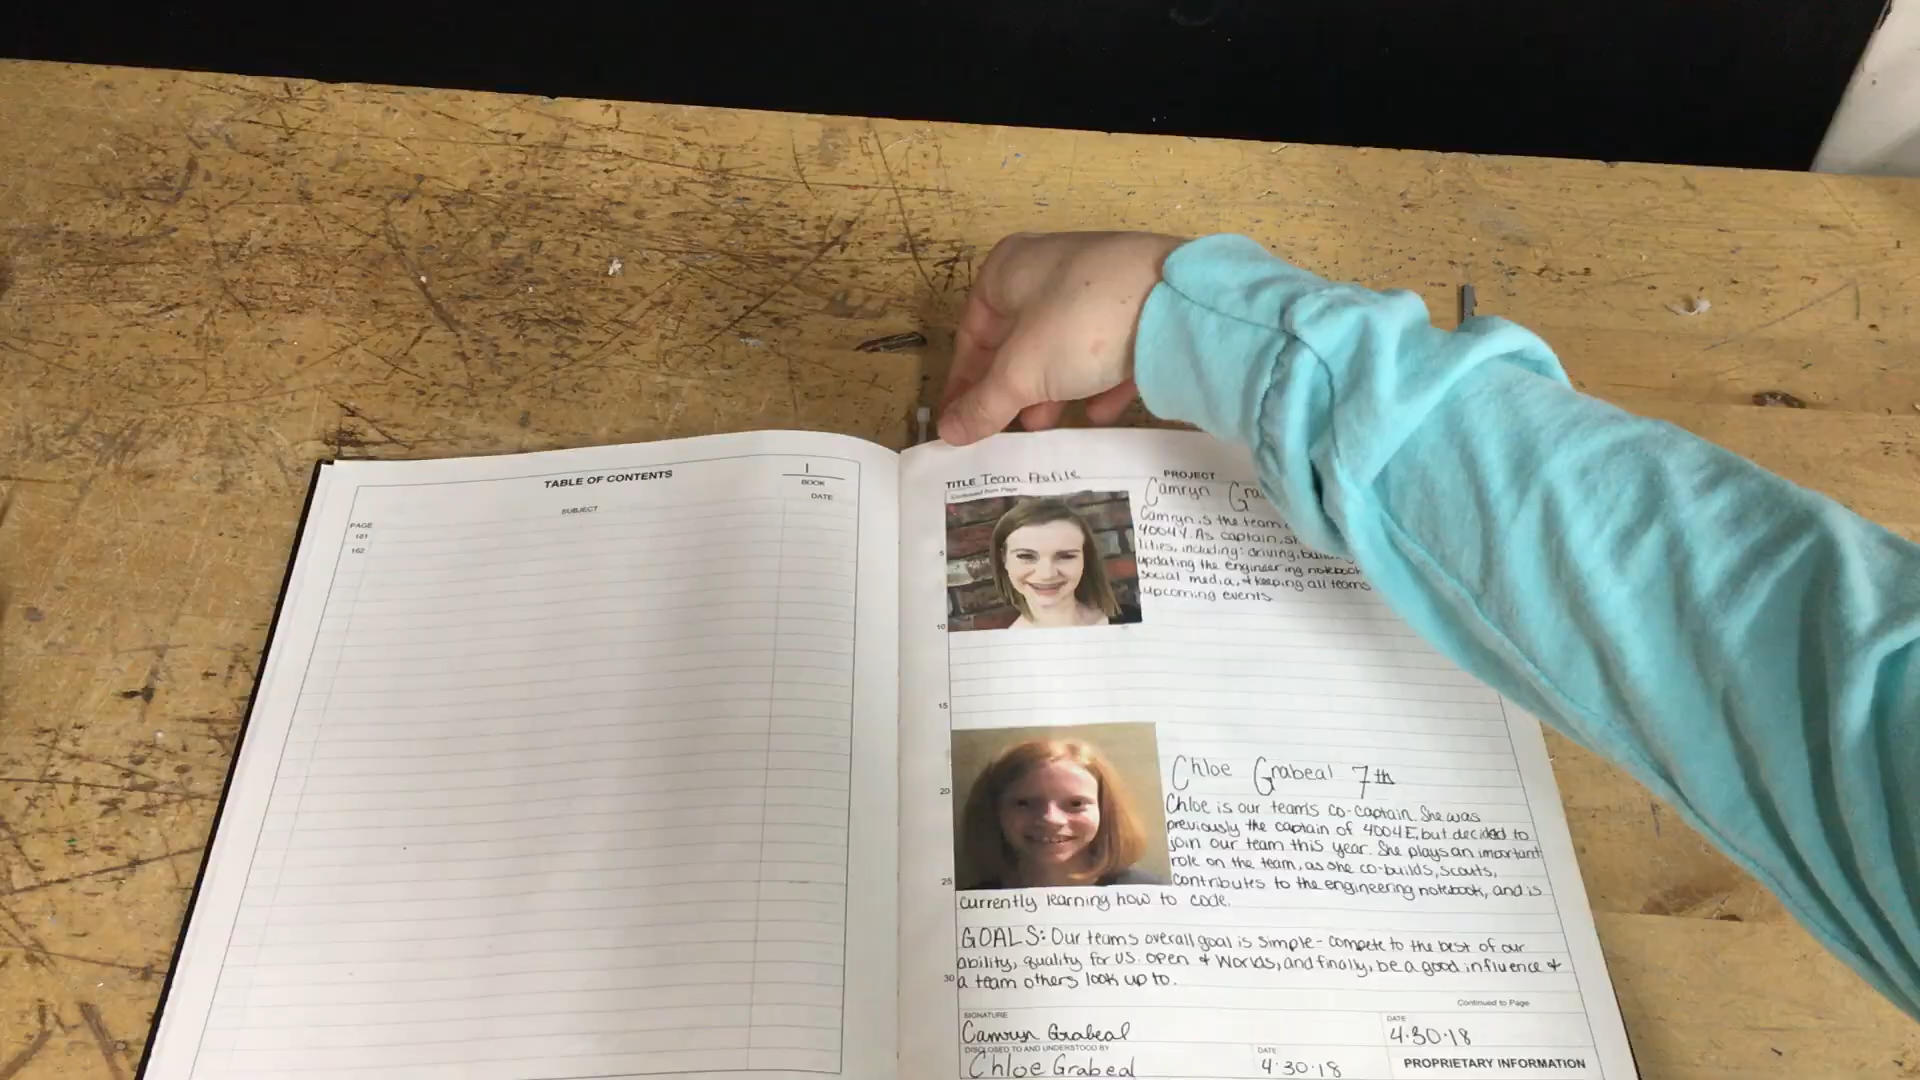 TABLE OF CONTENTS
1
BOOK
SUBJECT
DATE
PAGE
161
162
TITLE Team Profile
PROJECT
Continued from Page
Camryn Gra
Camryn is the team
4004Y. As captain, sh
lities, including: driving, buil
updating the engineering notebook
social media, & keeping all teams
upcoming events.
5
10
15
20
25
30
Chloe Grabeal 7th
Chloe is our team's co-captain. She was
previously the captain of 4004E, but decided to
join our team this year. She plays an important
role on the team, as she co-builds, scouts,
contributes to the engineering notebook, and is
currently learning how to code.
GOALS: Our teams overall goal is simple - compete to the best of our
ability, quality for US. Open & Worlds, and finally, be a good influence &
a team others look up to.
Continued to Page
SIGNATURE
Camryn Grabeal
DATE
4·30·18
DISCLOSED TO AND UNDERSTOOD BY
Chloe Grabeal
DATE
4·30·18
PROPRIETARY INFORMATION